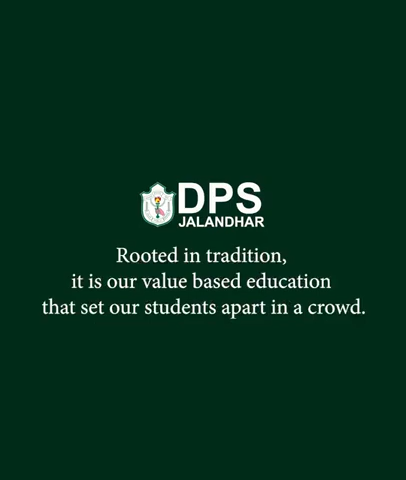 DPS
JALANDHAR
Rooted in tradition,
it is our value based education
that set our students apart in a crowd.